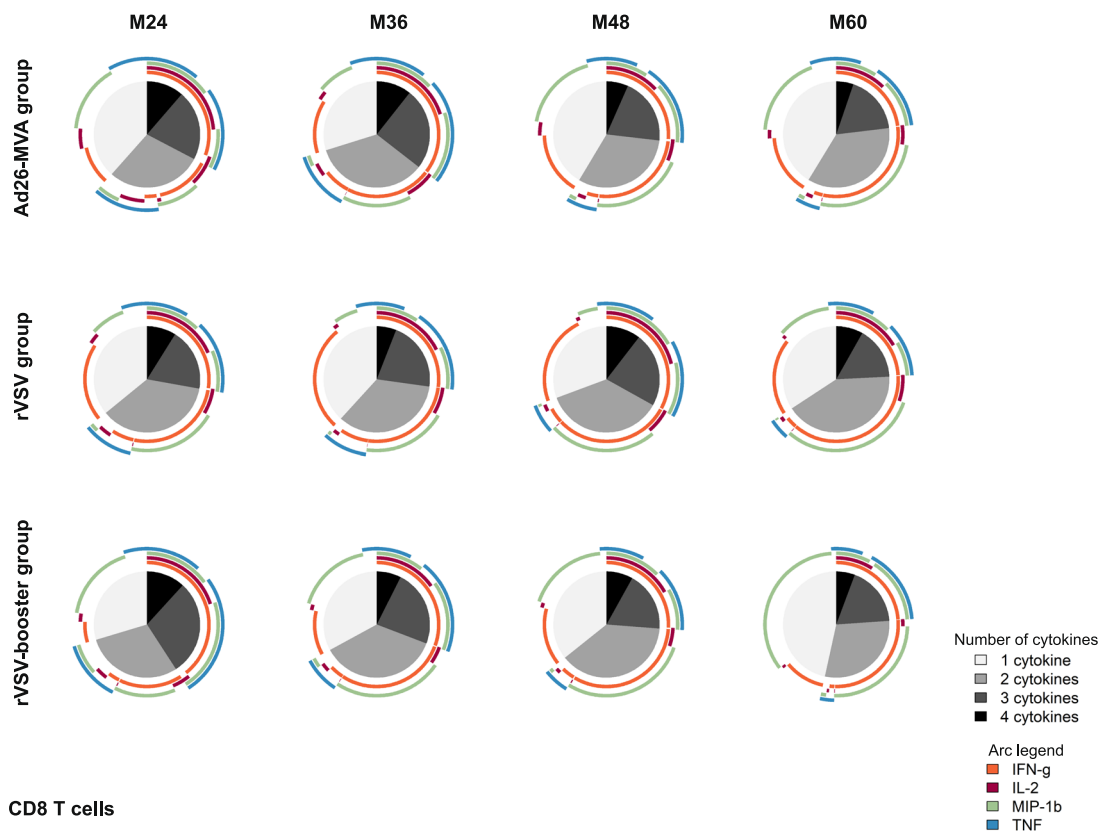 M24
M36
M48
M60
Ad26-MVA group
rVSV group
rVSV-booster group
Number of cytokines
1 cytokine
2 cytokines
3 cytokines
4 cytokines
Arc legend
IFN-g
IL-2
MIP-1b
TNF
CD8 T cells